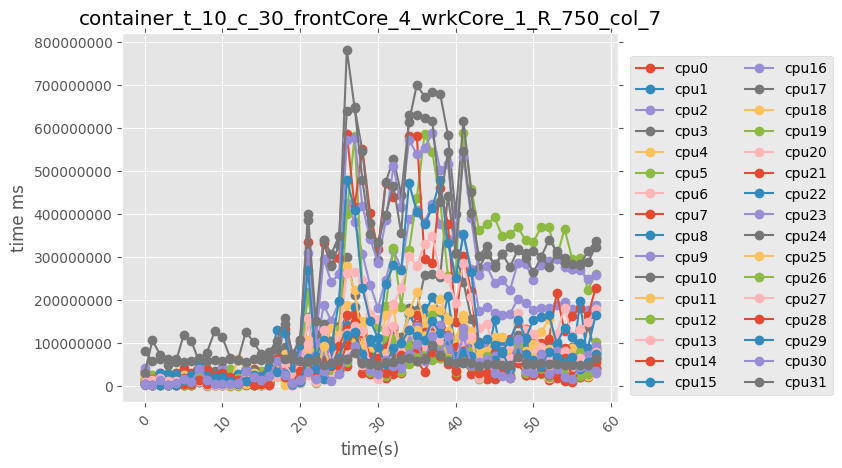 container_t_10_c_30_frontCore_4_wrkCore_1_R_750_col_7
800000000
700000000
600000000
500000000
400000000
300000000
200000000
100000000
0
time ms
0 10 20 30 40 50 60
time(s)
cpu0 cpu16
cpu1 cpu17
cpu2 cpu18
cpu3 cpu19
cpu4 cpu20
cpu5 cpu21
cpu6 cpu22
cpu7 cpu23
cpu8 cpu24
cpu9 cpu25
cpu10 cpu26
cpu11 cpu27
cpu12 cpu28
cpu13 cpu29
cpu14 cpu30
cpu15 cpu31